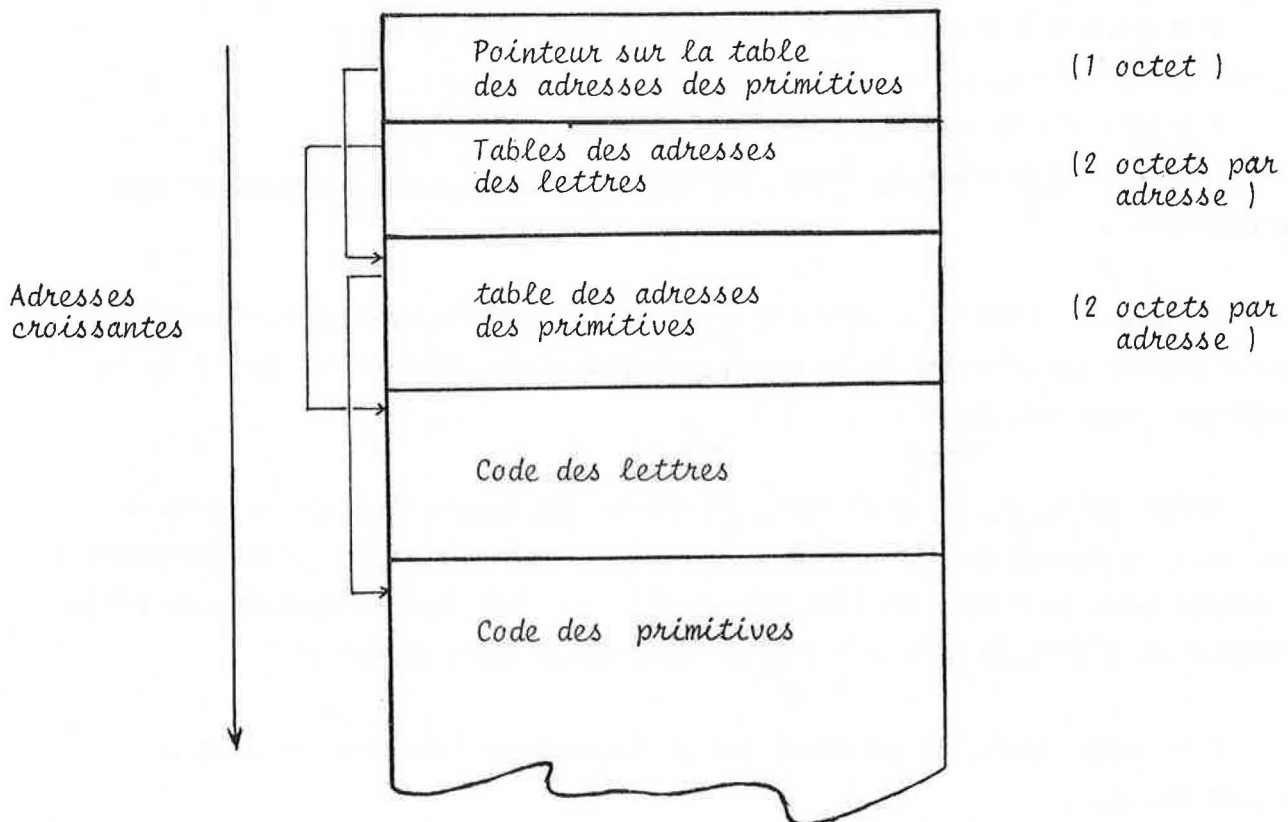 Pointeur sur la table
des adresses des primitives
(1 octet )
Tables des adresses
des lettres
(2 octets par
adresse )
Adresses
croissantes
table des adresses
des primitives
(2 octets par
adresse )
Code des lettres
Code des primitives